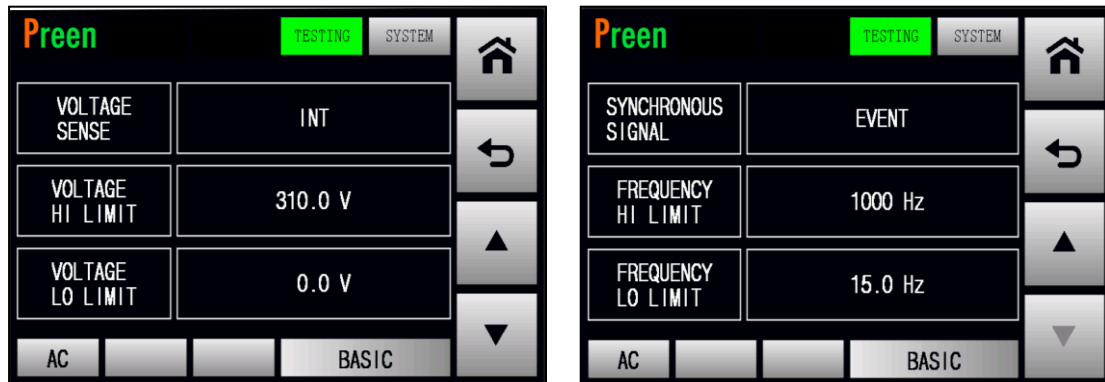 Preen
TESTING SYSTEM
VOLTAGE
SENSE
INT
VOLTAGE
HI LIMIT
310.0 V
VOLTAGE
LO LIMIT
0.0 V
AC
BASIC
Preen
TESTING SYSTEM
SYNCHRONOUS
SIGNAL
EVENT
FREQUENCY
HI LIMIT
1000 Hz
FREQUENCY
LO LIMIT
15.0 Hz
AC
BASIC